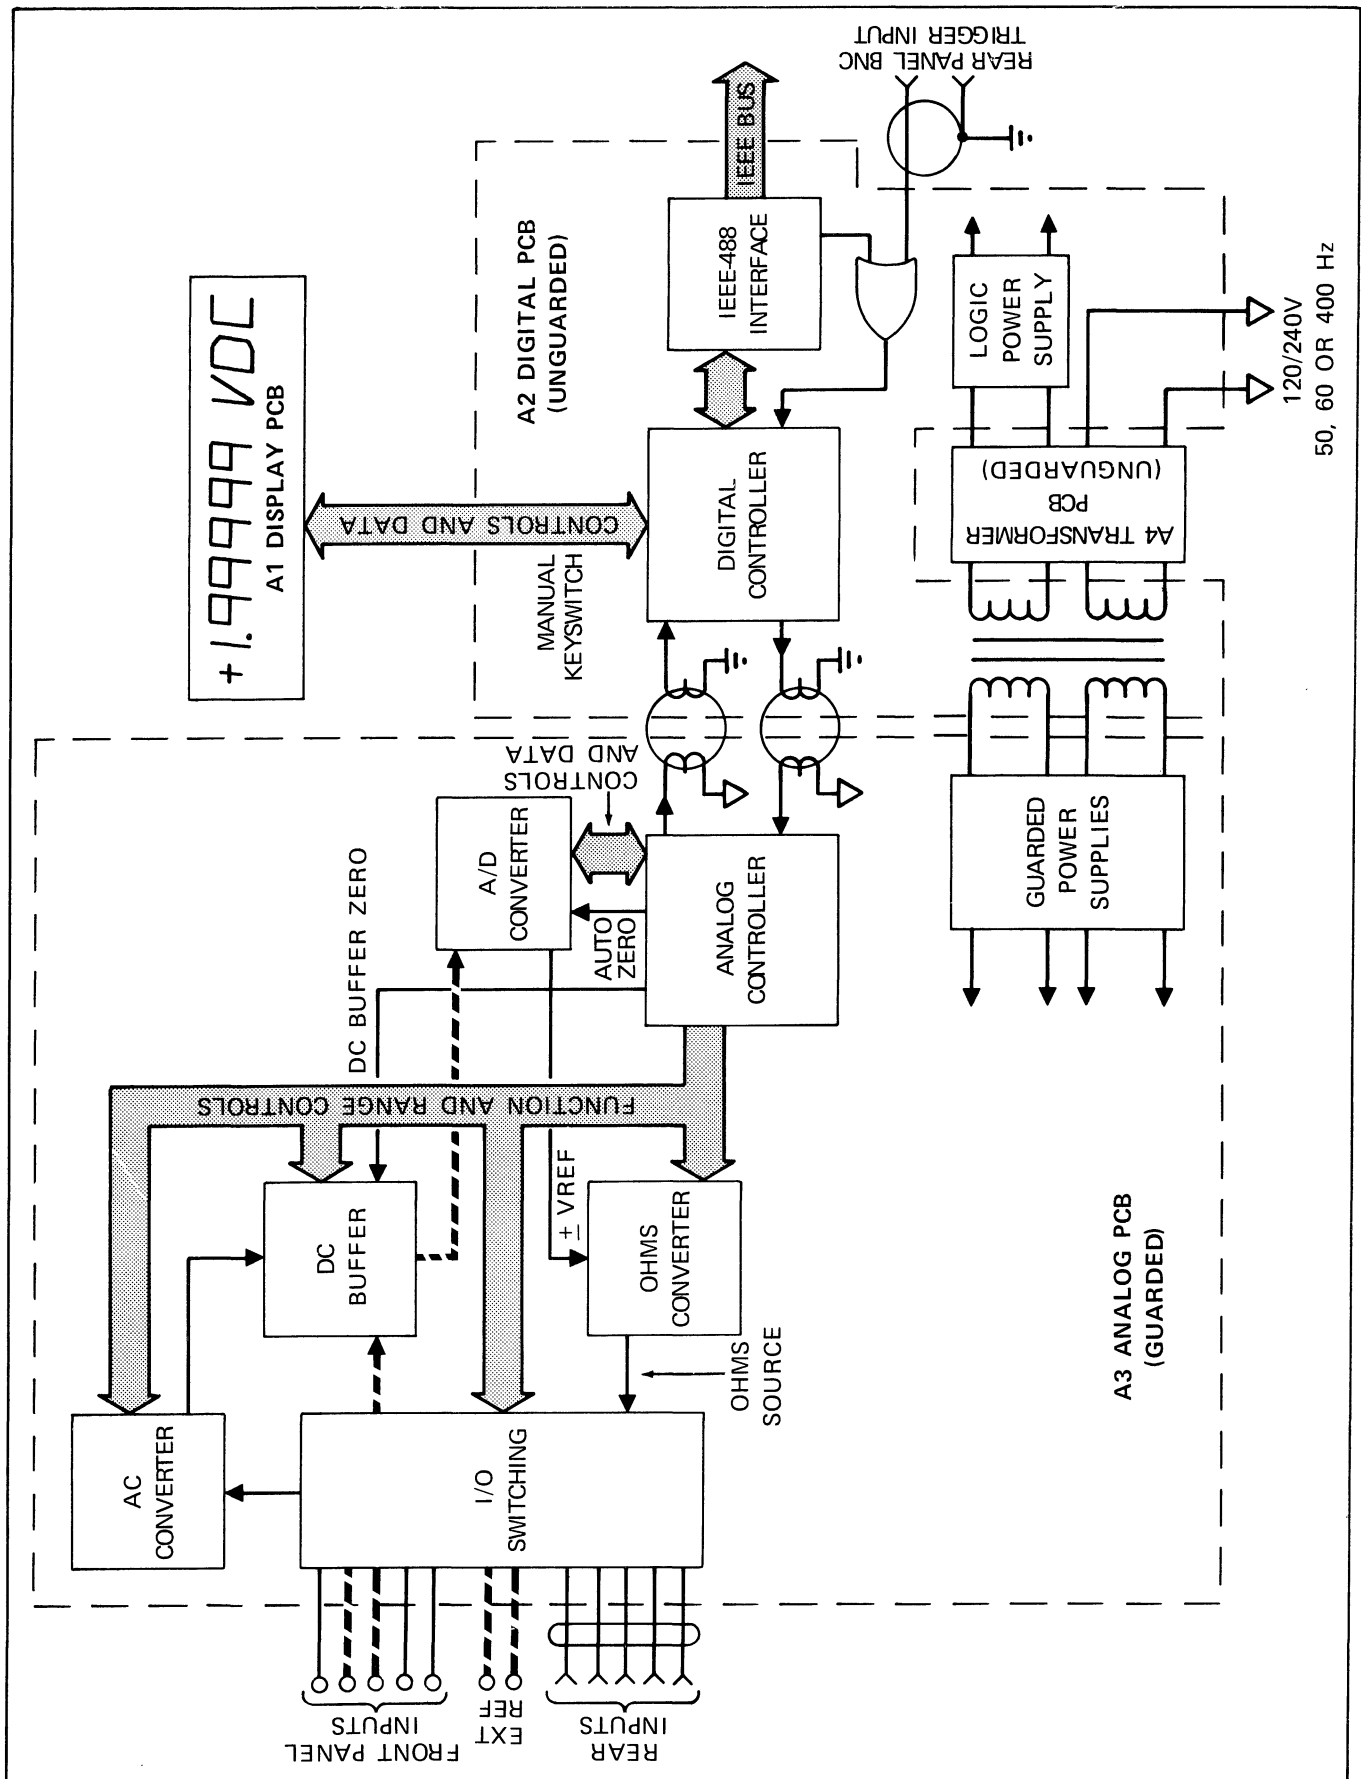 +1.99999 VDC
A1 DISPLAY PCB
A2 DIGITAL PCB
(UNGUARDED)
CONTROLS AND DATA
MANUAL
KEYSWITCH
IEEE BUS
IEEE-488
INTERFACE
DIGITAL
CONTROLLER
REAR PANEL BNC
TRIGGER INPUT
LOGIC
POWER
SUPPLY
A4 TRANSFORMER
PCB
(UNGUARDED)
120/240V
50, 60 OR 400 Hz
CONTROLS
AND DATA
A/D
CONVERTER
AUTO
ZERO
ANALOG
CONTROLLER
GUARDED
POWER
SUPPLIES
DC BUFFER ZERO
FUNCTION AND RANGE CONTROLS
DC
BUFFER
± VREF
OHMS
CONVERTER
OHMS
SOURCE
AC
CONVERTER
I/O
SWITCHING
FRONT PANEL
INPUTS
EXT
REF
REAR
INPUTS
A3 ANALOG PCB
(GUARDED)